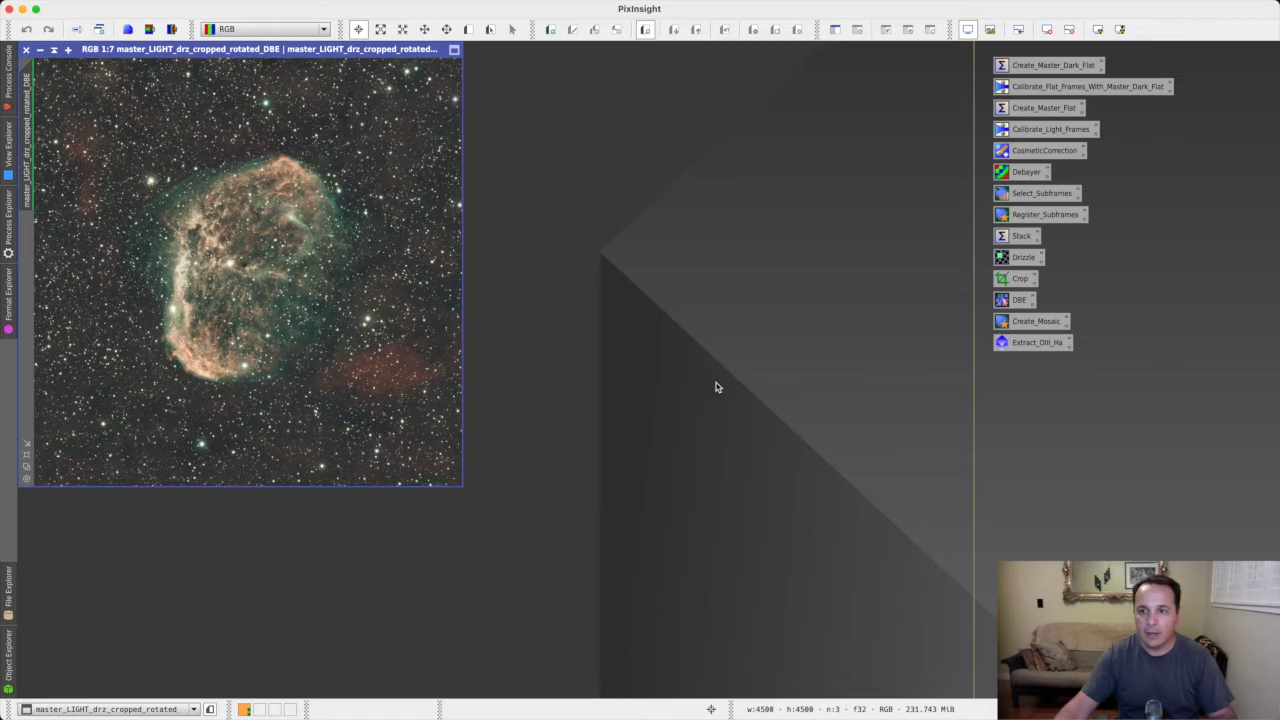 PixInsight
RGB
RGB 1:7 master_LIGHT_drz_cropped_rotated_DBE | master_LIGHT_drz_cropped_rotated...
master_LIGHT_drz_cropped_rotated_DBE
Process Console
View Explorer
Process Explorer
Format Explorer
File Explorer
Object Explorer
Create_Master_Dark_Flat
Calibrate_Flat_Frames_With_Master_Dark_Flat
Create_Master_Flat
Calibrate_Light_Frames
CosmeticCorrection
Debayer
Select_Subframes
Register_Subframes
Stack
Drizzle
Crop
DBE
Create_Mosaic
Extract_OIII_Ha
master_LIGHT_drz_cropped_rotated_
w:4500 · h:4500 · n:3 · f32 · RGB · 231.743 MiB